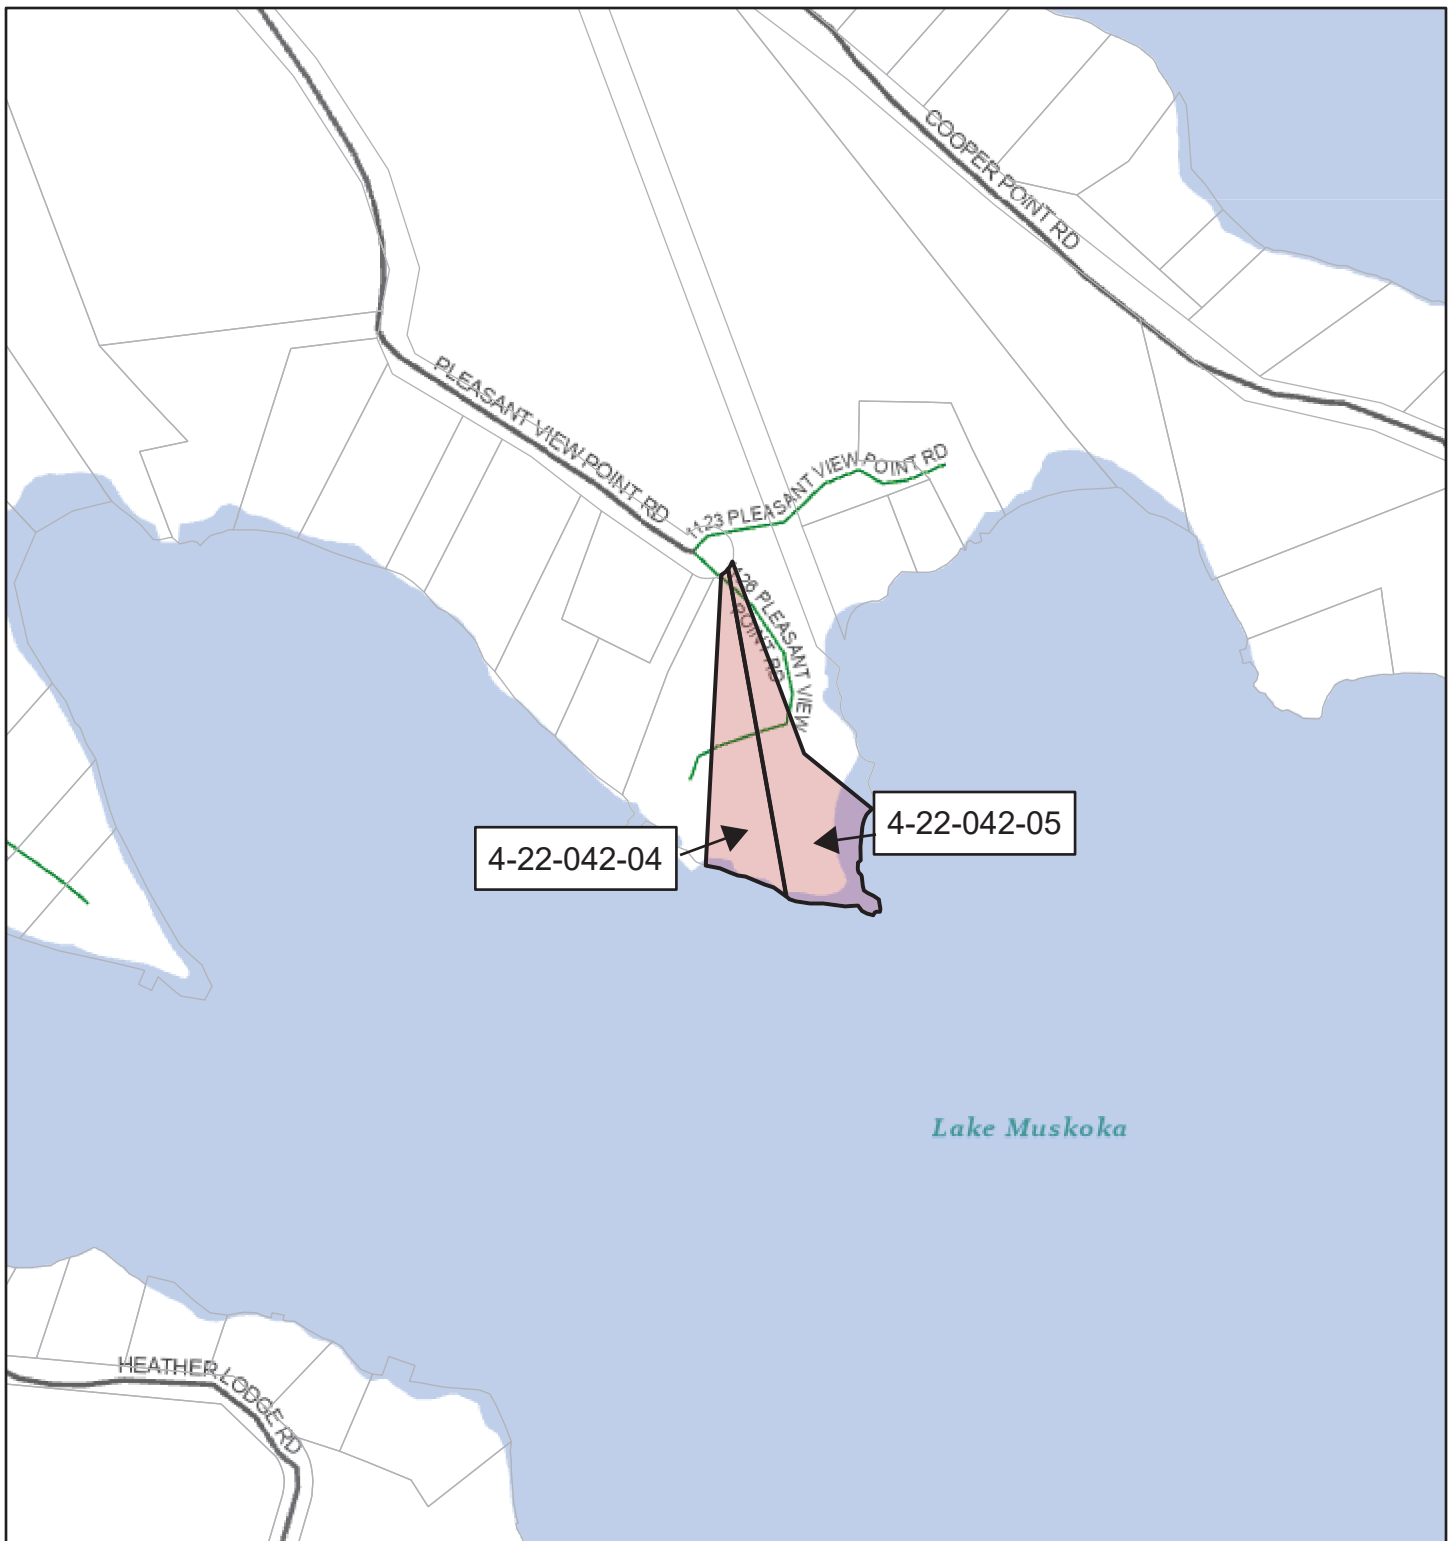 COOPER POINT RD
PLEASANT VIEW POINT RD
1123 PLEASANT VIEW POINT RD
PLEASANT VIEW
POINT RD
4-22-042-05
4-22-042-04
Lake Muskoka
HEATHER LODGE RD